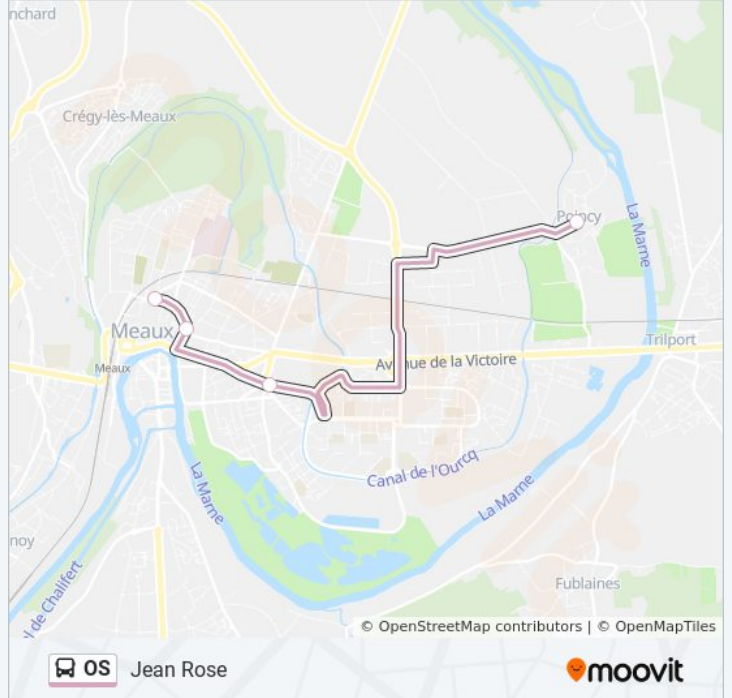 nchard
Crégy-lès-Meaux
Poincy
La Marne
Meaux
Trilport
Avenue de la Victoire
Meaux
Canal de l'Ourcq
La Marne
La Marne
noy
l de Chalifert
Fublaines
© OpenStreetMap contributors | © OpenMapTiles
OS Jean Rose
moovit